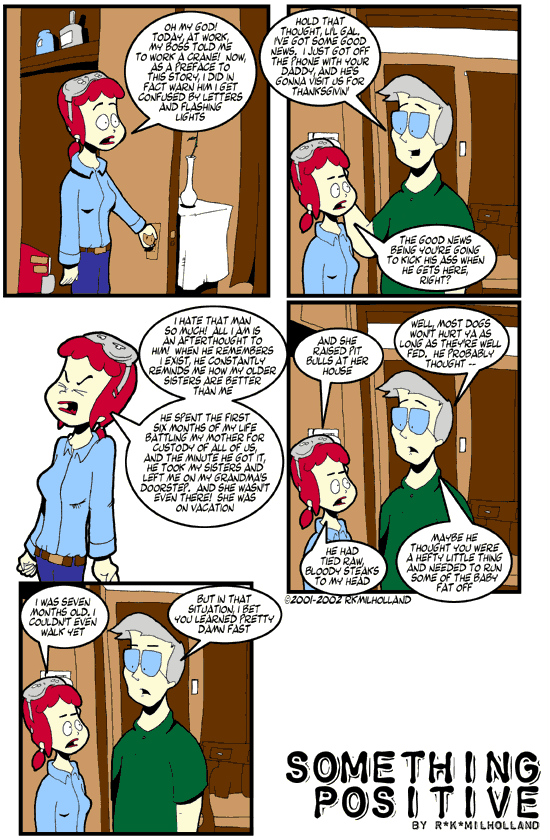 OH MY GOD!
TODAY, AT WORK,
MY BOSS TOLD ME
TO WORK A CRANE! NOW,
AS A PREFACE TO
THIS STORY, I DID IN
FACT WARN HIM I GET
CONFUSED BY LETTERS
AND FLASHING
LIGHTS
HOLD THAT
THOUGHT, LI'L GAL.
I'VE GOT SOME GOOD
NEWS. I JUST GOT OFF
THE PHONE WITH YOUR
DADDY, AND HE'S
GONNA VISIT US FOR
THANKSGIVIN'
THE GOOD NEWS
BEING YOU'RE GOING
TO KICK HIS ASS WHEN
HE GETS HERE,
RIGHT?
I HATE THAT MAN
SO MUCH! ALL I AM IS
AN AFTERTHOUGHT TO
HIM! WHEN HE REMEMBERS
I EXIST, HE CONSTANTLY
REMINDS ME HOW MY OLDER
SISTERS ARE BETTER
THAN ME
HE SPENT THE FIRST
SIX MONTHS OF MY LIFE
BATTLING MY MOTHER FOR
CUSTODY OF ALL OF US,
AND THE MINUTE HE GOT IT,
HE TOOK MY SISTERS AND
LEFT ME ON MY GRANDMA'S
DOORSTEP. AND SHE WASN'T
EVEN THERE! SHE WAS
ON VACATION
AND SHE
RAISED PIT
BULLS AT HER
HOUSE
WELL, MOST DOGS
WON'T HURT YA AS
LONG AS THEY'RE WELL
FED. HE PROBABLY
THOUGHT --
HE HAD
TIED RAW,
BLOODY STEAKS
TO MY HEAD
MAYBE HE
THOUGHT YOU WERE
A HEFTY LITTLE THING
AND NEEDED TO RUN
SOME OF THE BABY
FAT OFF
©2001-2002 RKMILHOLLAND
I WAS SEVEN
MONTHS OLD. I
COULDN'T EVEN
WALK YET
BUT IN THAT
SITUATION, I BET
YOU LEARNED PRETTY
DAMN FAST
SOMETHING
POSITIVE
BY R*K*MILHOLLAND